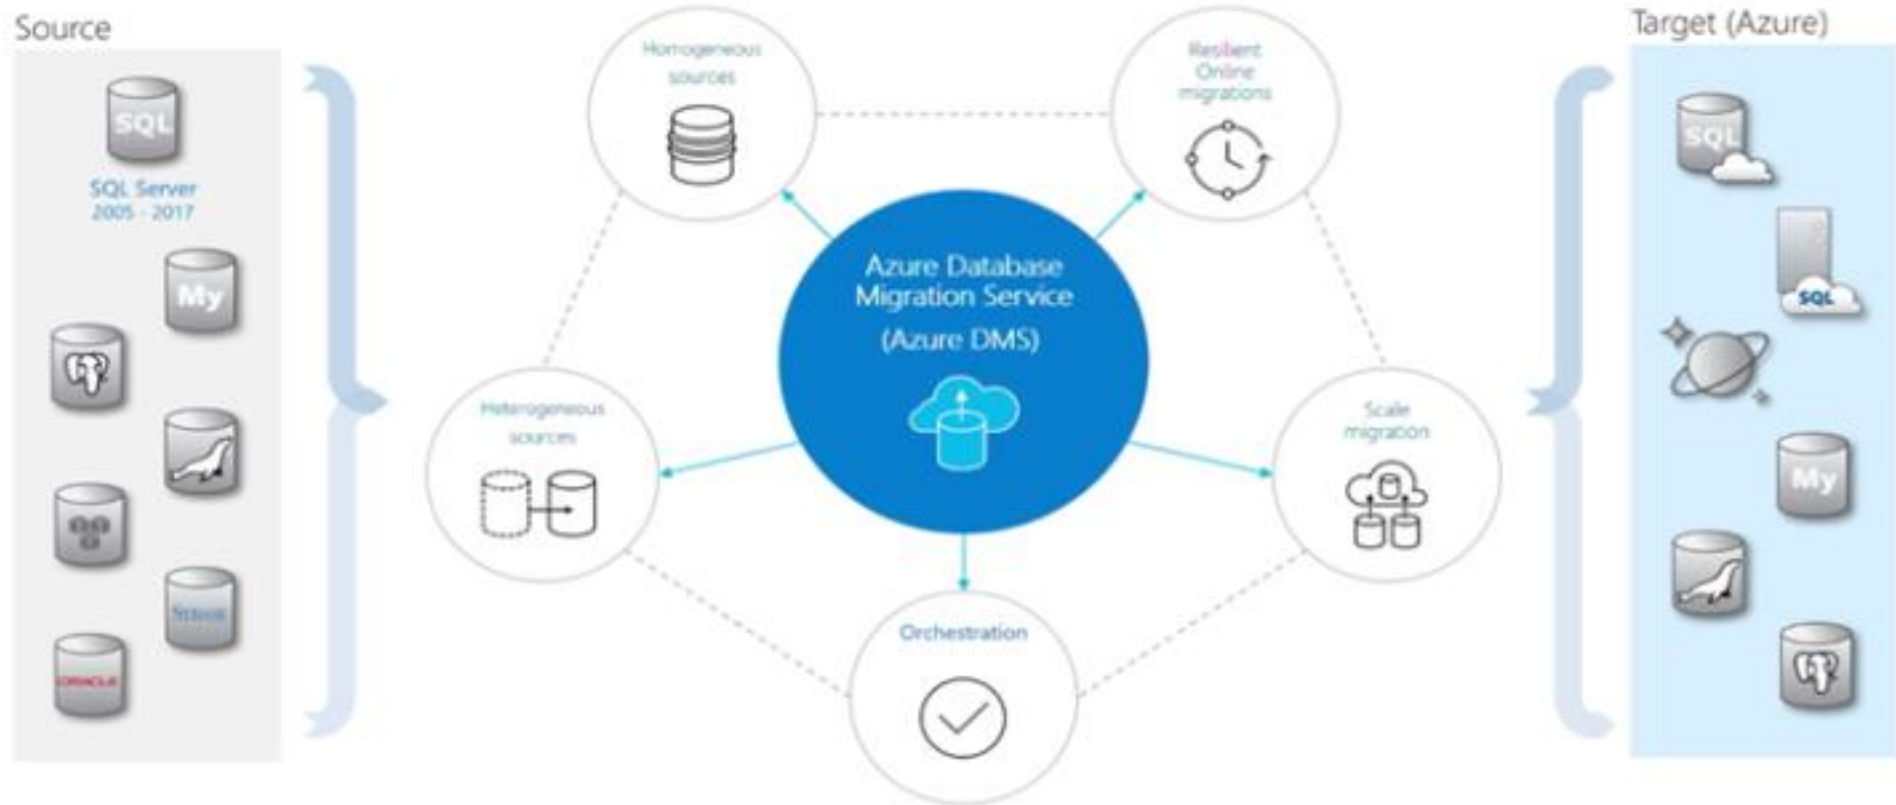 Source
SQL
SQL Server
2005 - 2017
My
ORACLE
Homogeneous
sources
Resilient
Online
migrations
Azure Database
Migration Service
(Azure DMS)
Heterogeneous
sources
Scale
migration
Orchestration
Target (Azure)
SQL
SQL
My